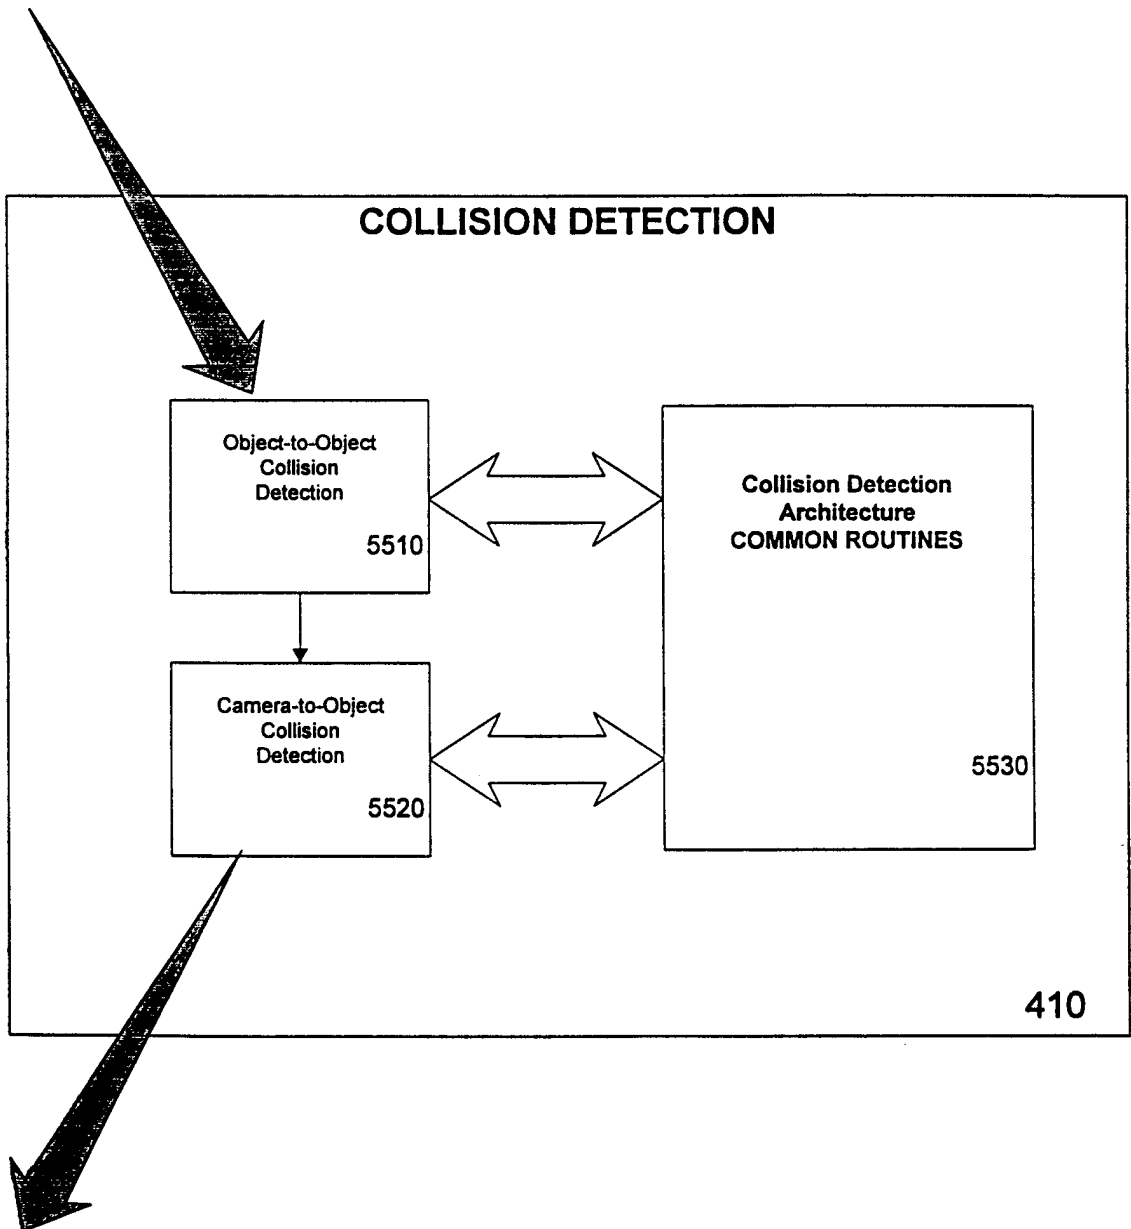 COLLISION DETECTION
Object-to-Object
Collision
Detection
5510
Collision Detection
Architecture
COMMON ROUTINES
5530
Camera-to-Object
Collision
Detection
5520
410